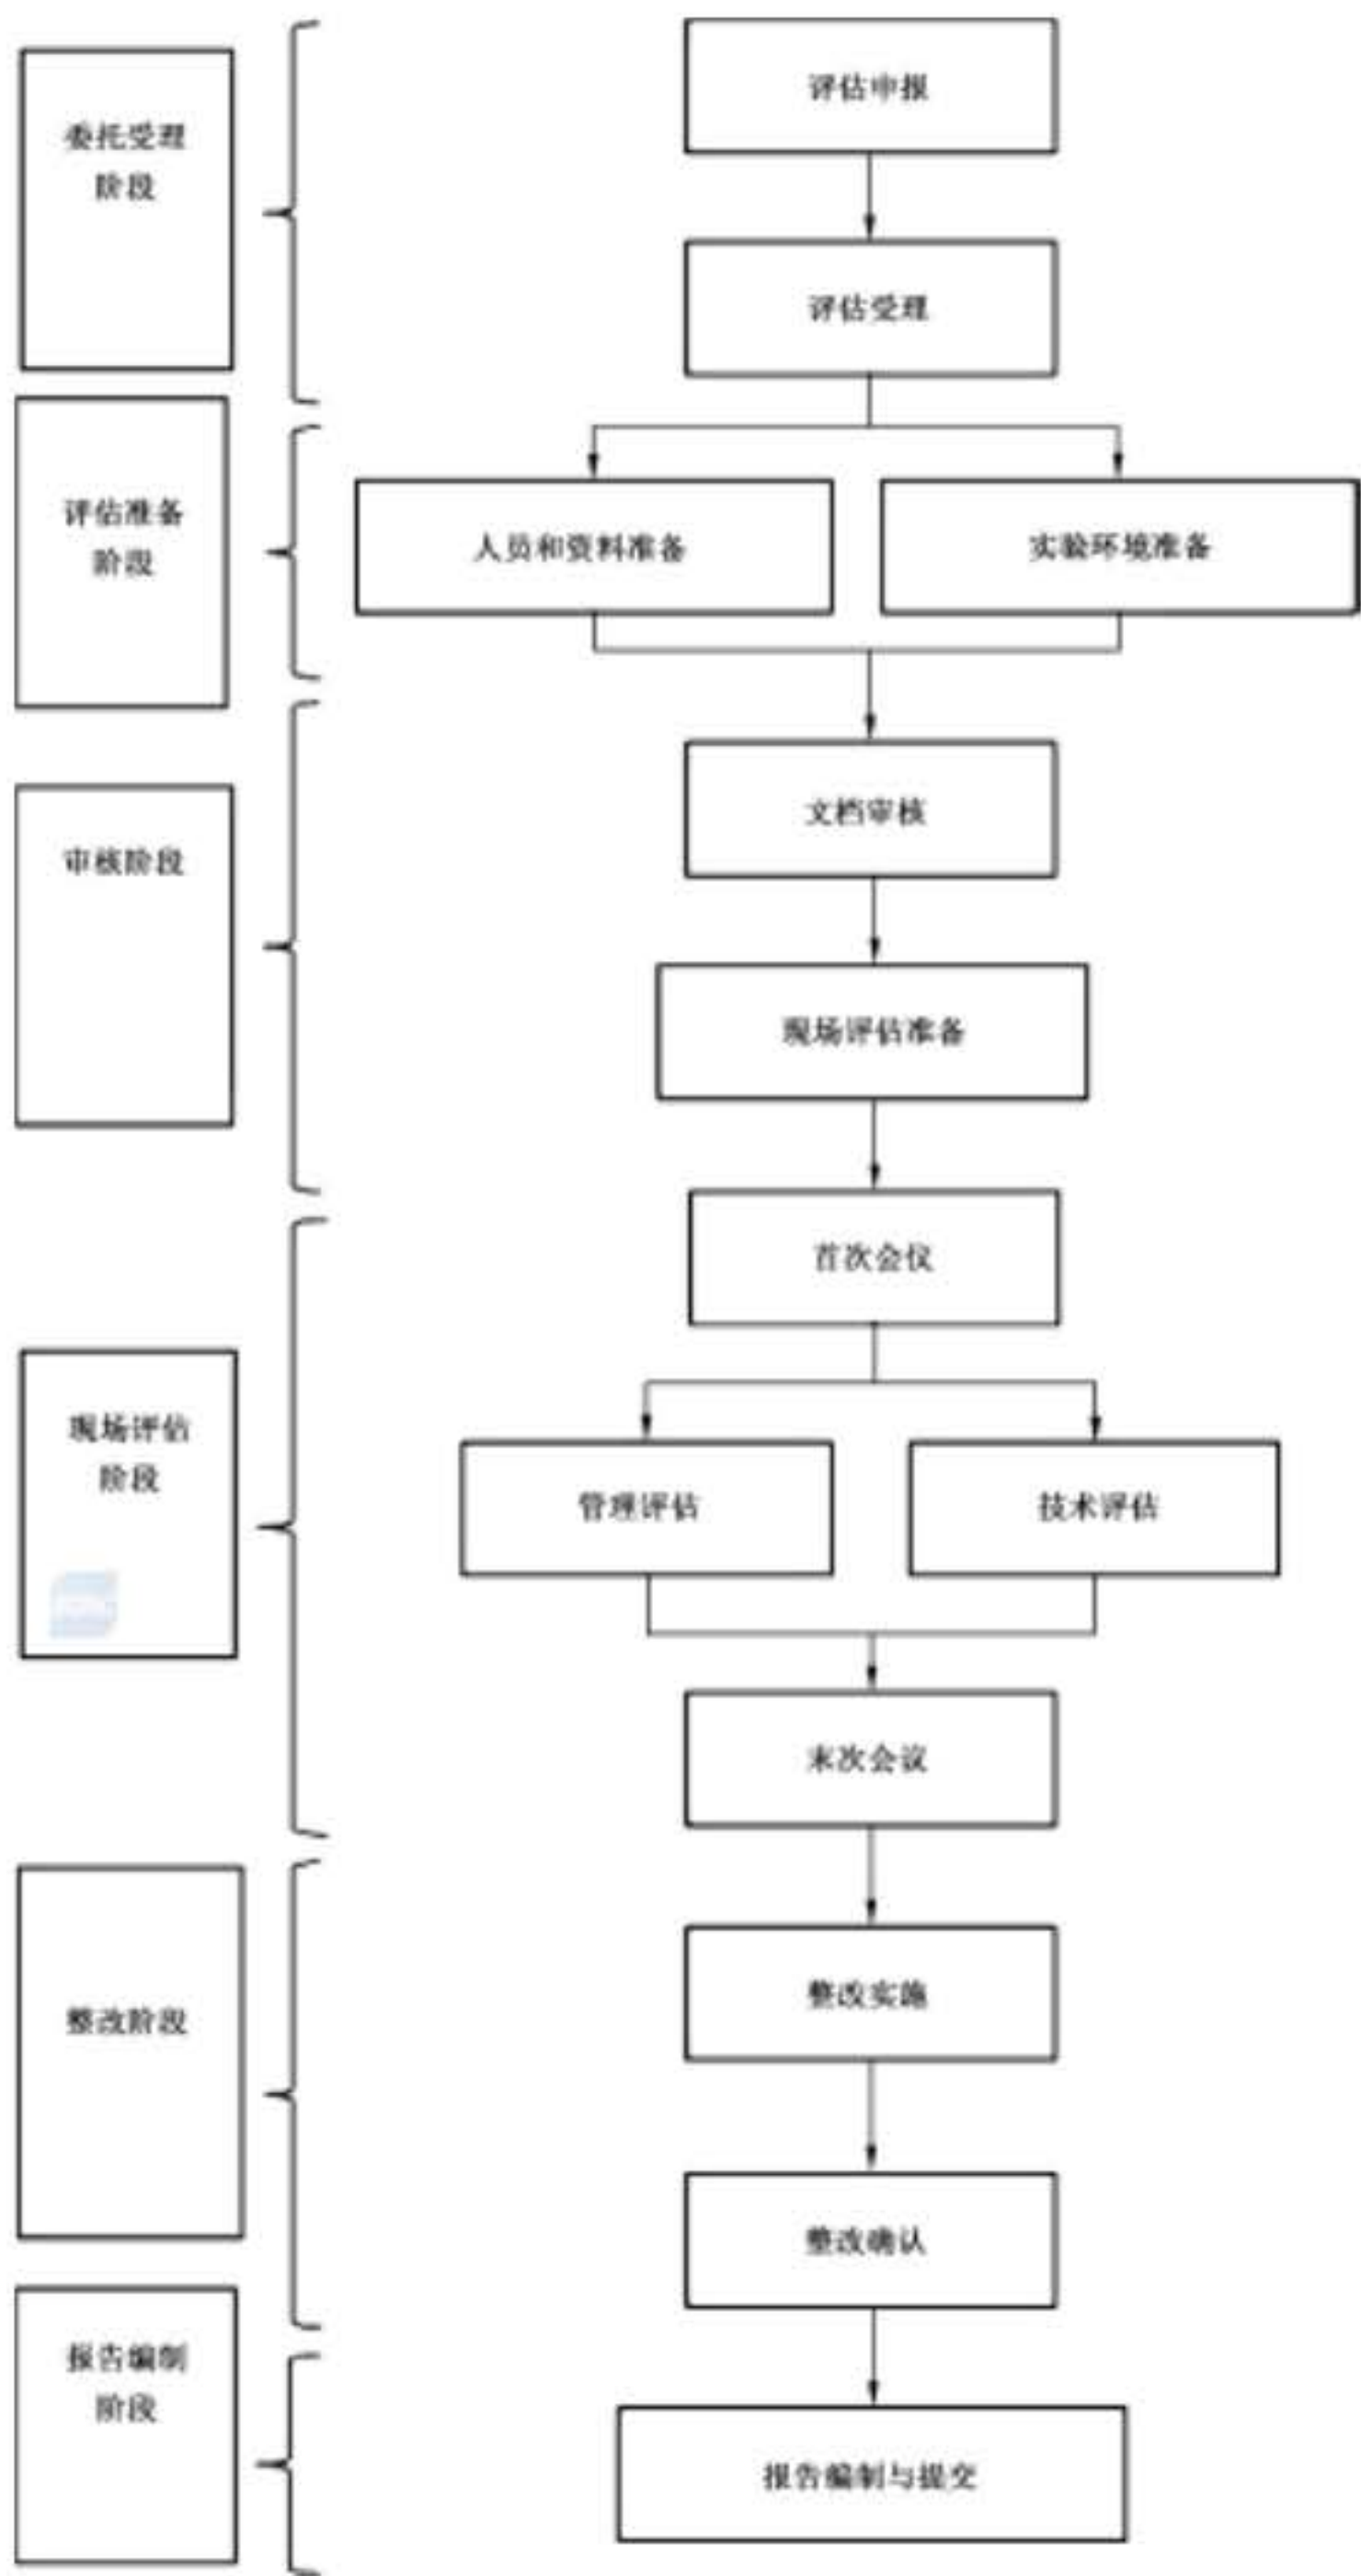 委托受理
阶段
评估申报
评估受理
评估准备
阶段
人员和资料准备
实验环境准备
审核阶段
文档审核
现场评估准备
首次会仪
现场评估
阶段
管理评估
技术评估
末次会议
整改阶段
整改实施
整改确认
报告编制
阶段
报告编制与提交